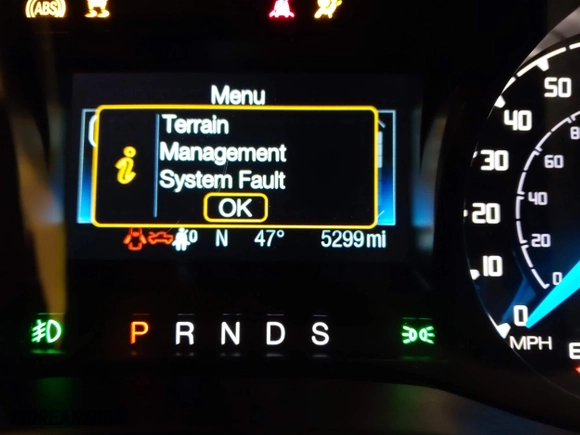 ABS
Menu
Terrain
Management
System Fault
i
OK
N 47° 5299mi
P R N D S
50
40
30
20
10
0
MPH
60
40
20
0